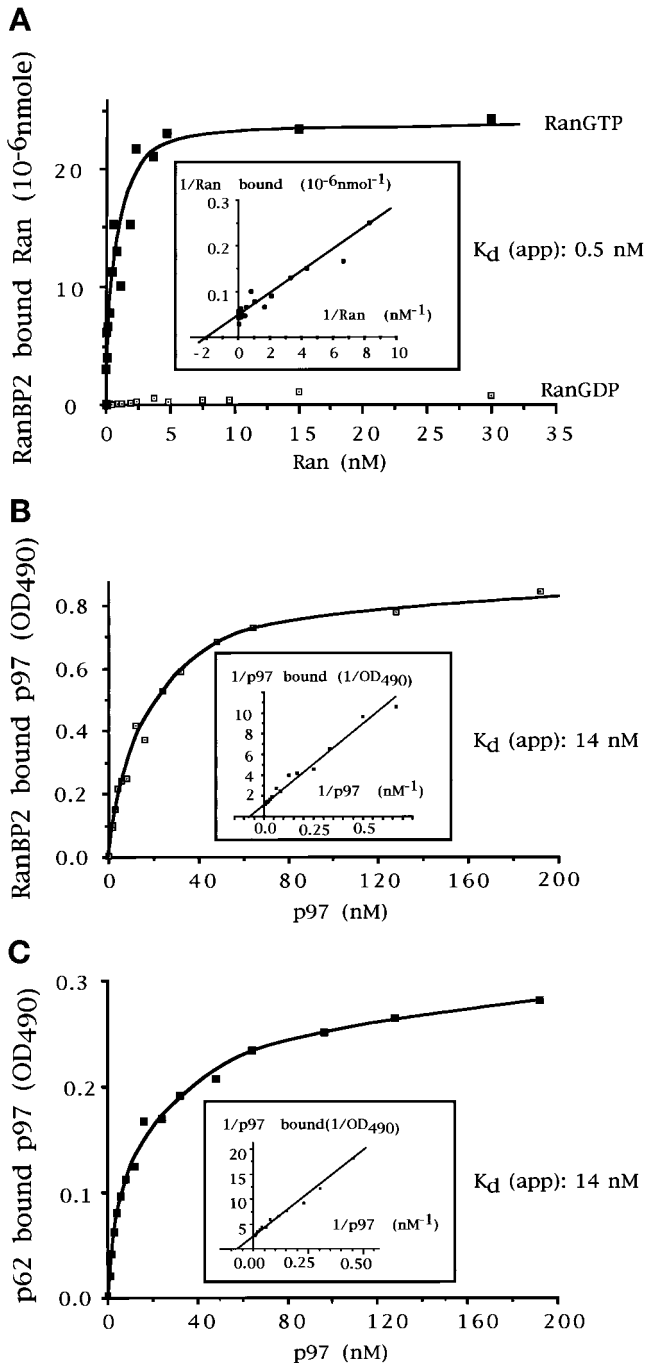 A
RanBP2 bound Ran (10-6nmole)
20
10
0
RanGTP
1/Ran bound (10-6nmol-1)
0.3
0.2
0.1
1/Ran (nM-1)
-2 0 2 4 6 8 10
Kd (app): 0.5 nM
RanGDP
0 5 10 15 20 25 30 35
Ran (nM)
B
RanBP2 bound p97 (OD490)
0.8
0.6
0.4
0.2
0.0
1/p97 bound (1/OD490)
10
8
6
4
2
1/p97 (nM-1)
0.0 0.25 0.5
Kd (app): 14 nM
0 40 80 120 160 200
p97 (nM)
C
p62 bound p97 (OD490)
0.3
0.2
0.1
0.0
1/p97 bound(1/OD490)
20
15
10
5
1/p97 (nM-1)
0.00 0.25 0.50
Kd (app): 14 nM
0 40 80 120 160 200
p97 (nM)